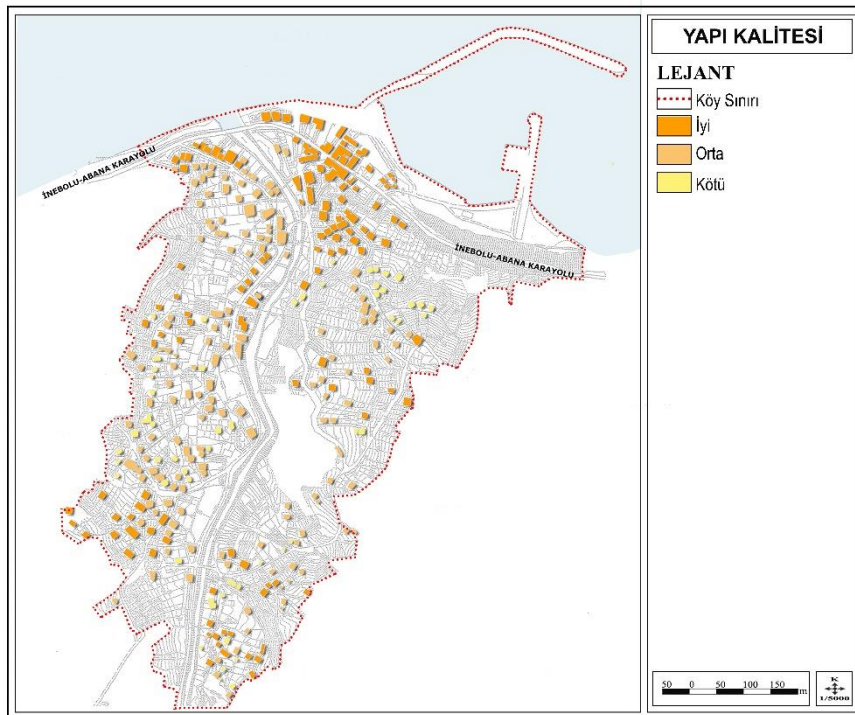 YAPI KALİTESİ
LEJANT
Köy Sınırı
İyi
Orta
Kötü
İNEBOLU-ABANA KARAYOLU
İNEBOLU-ABANA KARAYOLU
50 0 50 100 150 m
K
1/5000